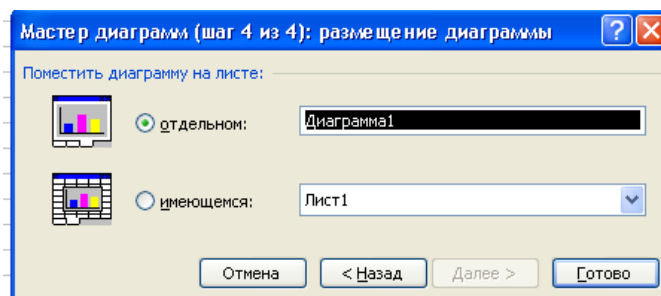 Мастер диаграмм (шаг 4 из 4): размещение диаграммы
Поместить диаграмму на листе:
отдельном: Диаграмма1
имеющемся: Лист1
Отмена < Назад Далее > Готово